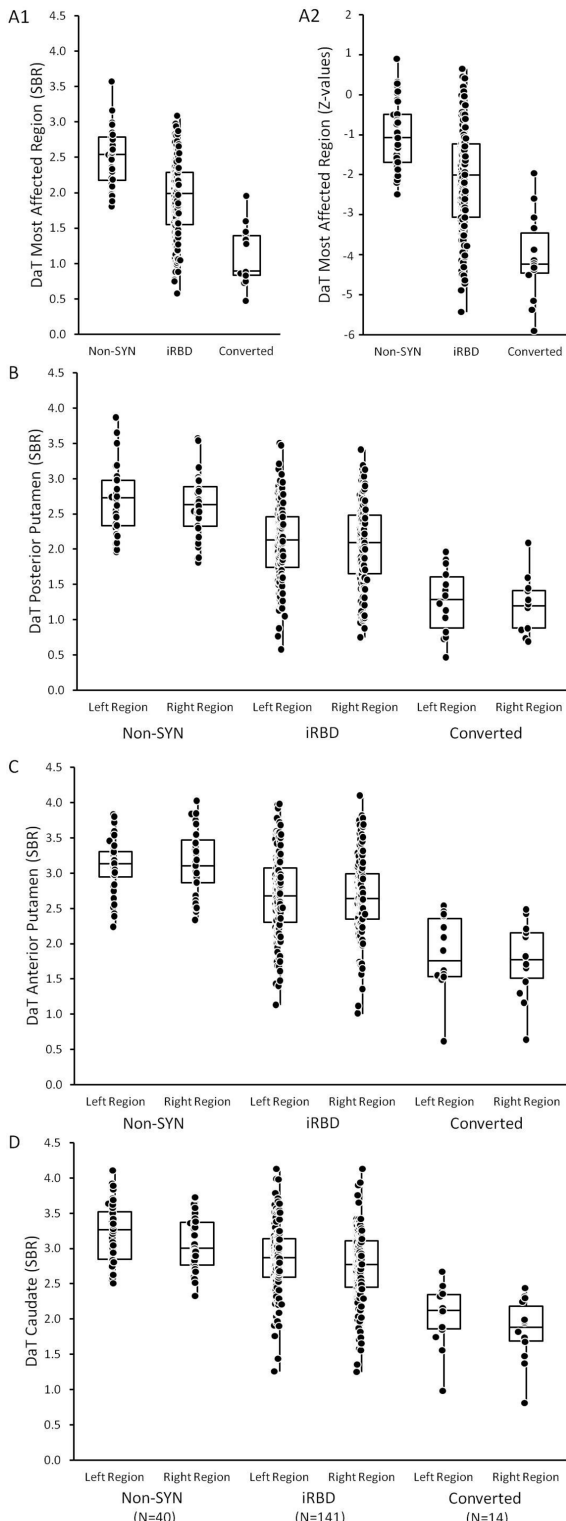 A1
A2
DaT Most Affected Region (SBR)
4.5
4.0
3.5
3.0
2.5
2.0
1.5
1.0
0.5
0.0
Non-SYN iRBD Converted
DaT Most Affected Region (Z-values)
2
1
0
-1
-2
-3
-4
-5
-6
Non-SYN iRBD Converted
B
DaT Posterior Putamen (SBR)
4.5
4.0
3.5
3.0
2.5
2.0
1.5
1.0
0.5
0.0
Left Region Right Region Left Region Right Region Left Region Right Region
Non-SYN iRBD Converted
C
DaT Anterior Putamen (SBR)
4.5
4.0
3.5
3.0
2.5
2.0
1.5
1.0
0.5
0.0
Left Region Right Region Left Region Right Region Left Region Right Region
Non-SYN iRBD Converted
D
DaT Caudate (SBR)
4.5
4.0
3.5
3.0
2.5
2.0
1.5
1.0
0.5
0.0
Left Region Right Region Left Region Right Region Left Region Right Region
Non-SYN iRBD Converted
(N=40) (N=141) (N=14)